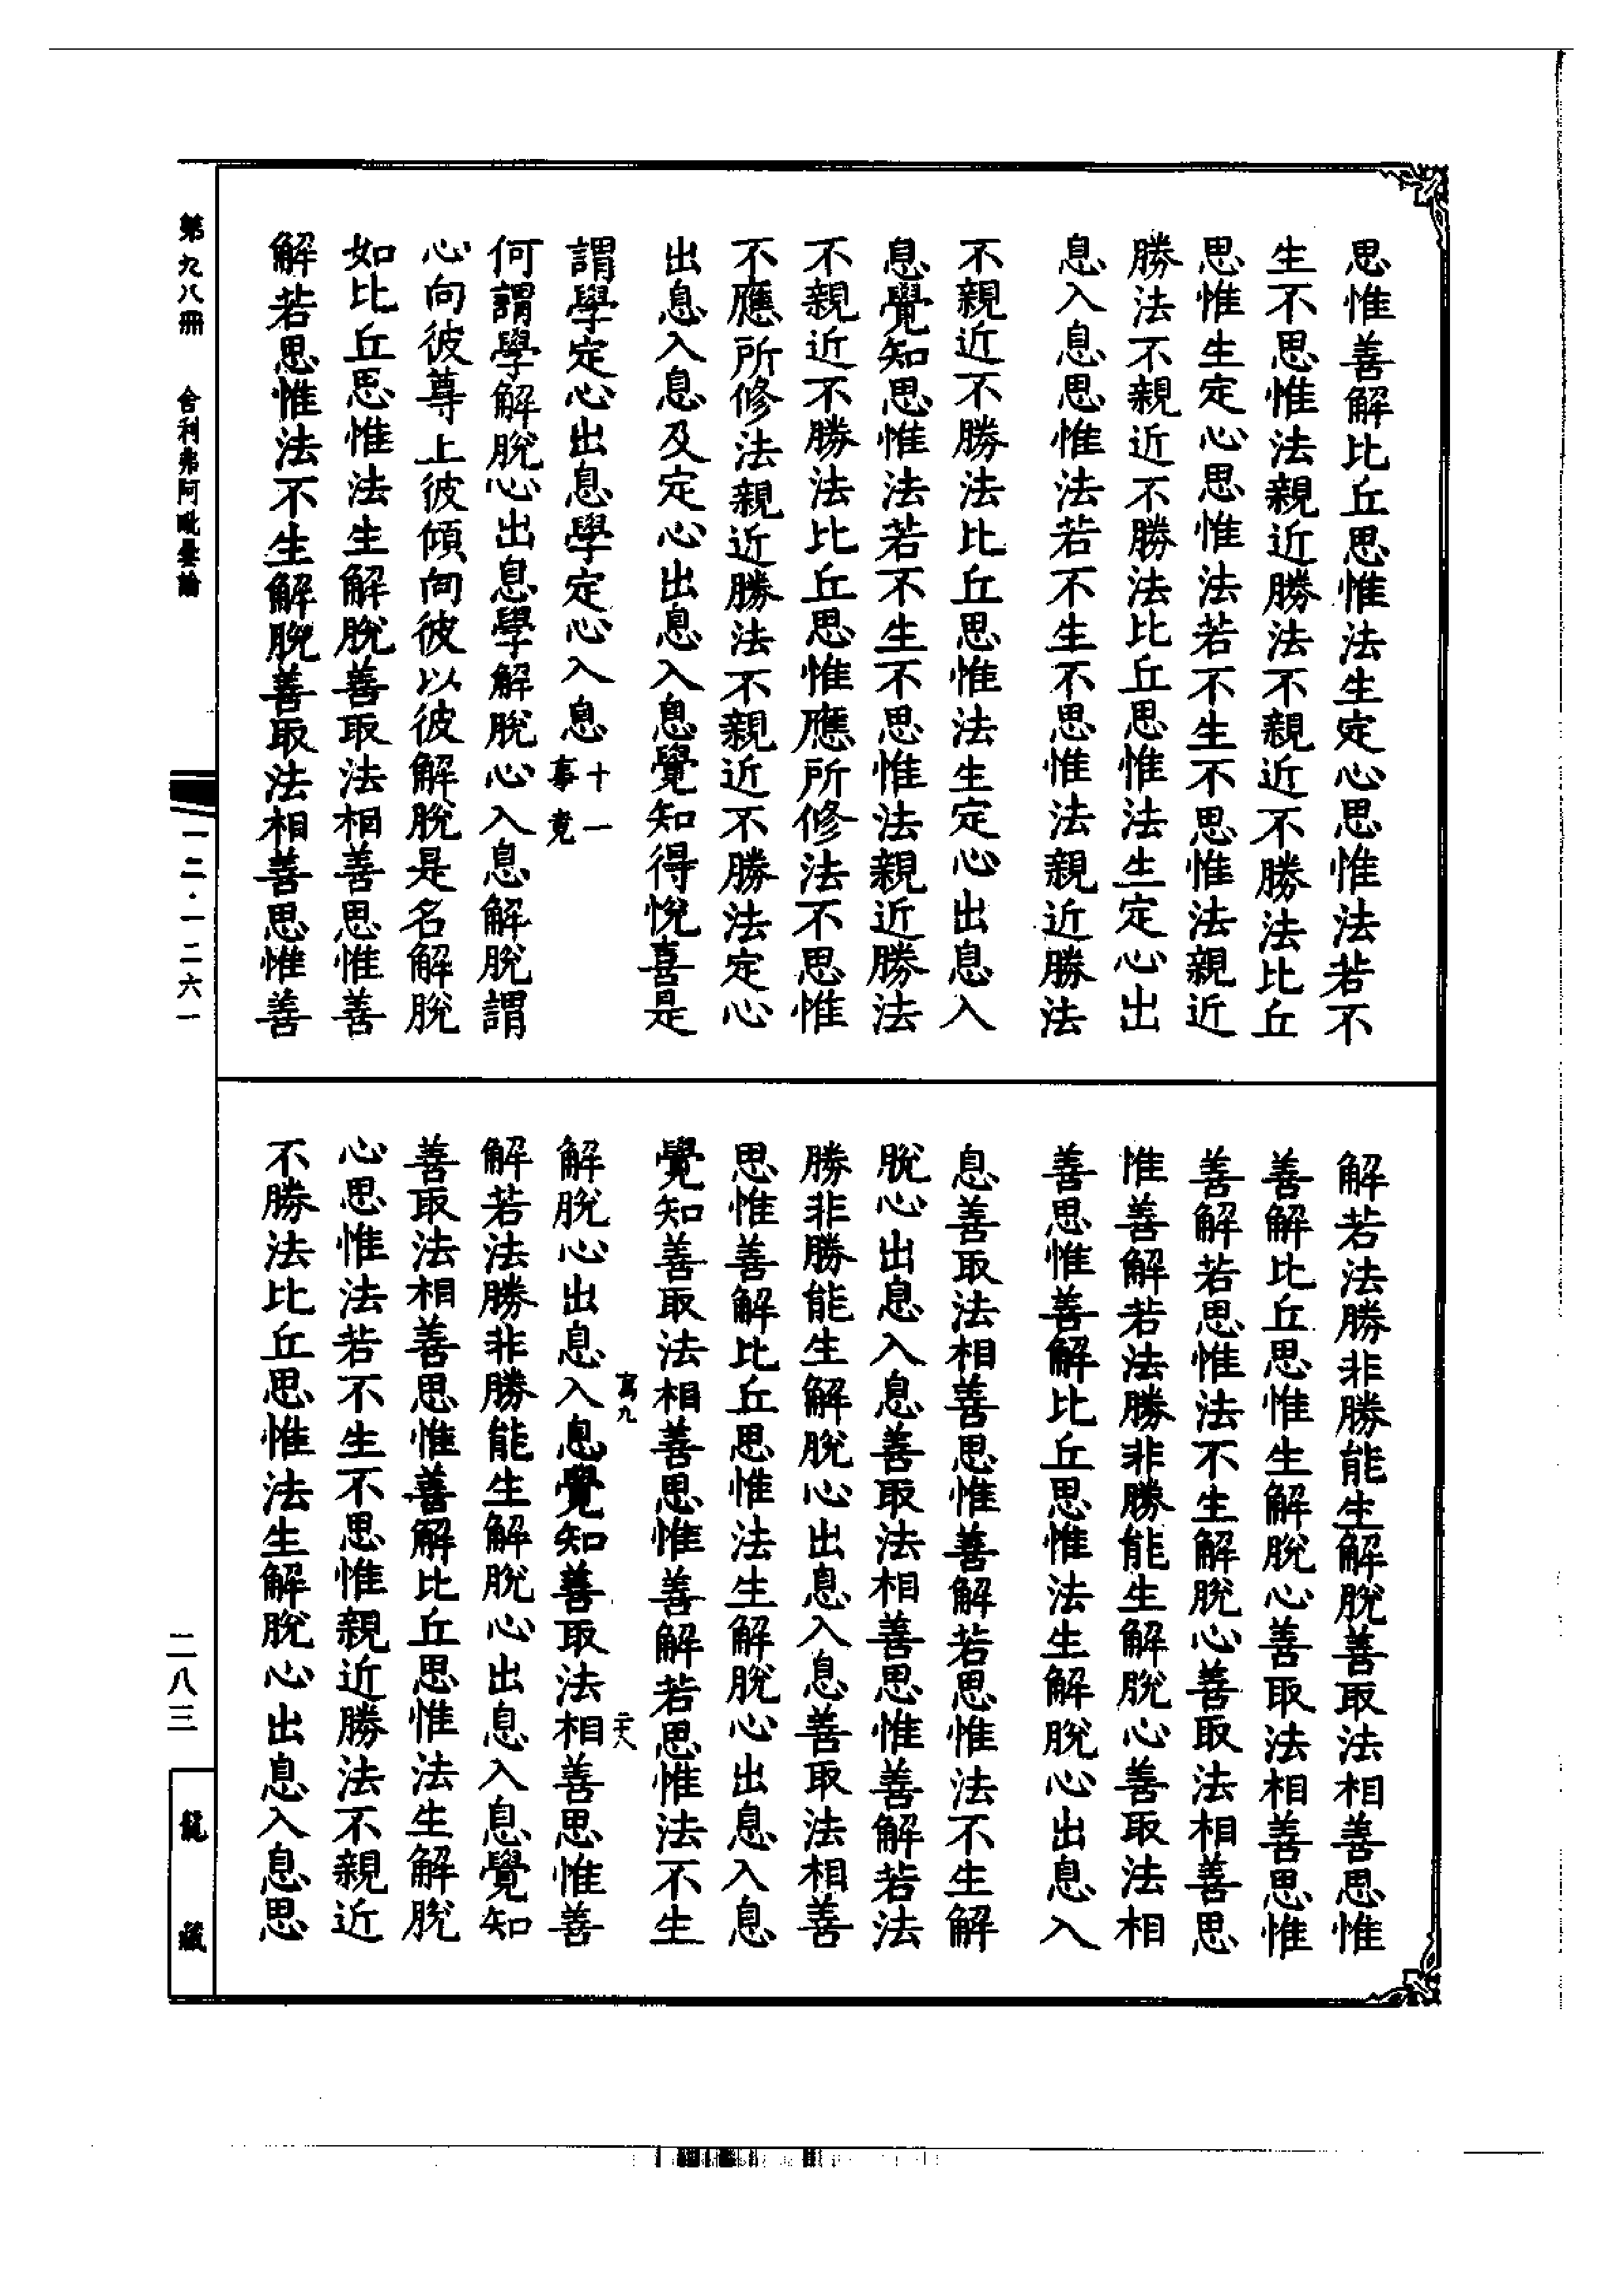 思惟善解比丘思惟法生定心思惟法若不
生不思惟法親近勝法不親近不勝法比丘
思惟生定心思惟法若不生不思惟法親近
勝法不親近不勝法比丘思惟法生定心出
息入息思惟法若不生不思惟法親近勝法
不親近不勝法比丘思惟法生定心出息入
息覺知思惟法若不生不思惟法親近勝法
不親近不勝法比丘思惟應所修法不思惟
不應所修法親近勝法不親近不勝法定心
出息入息及定心出息入息覺知得悅喜是
謂學定心出息學定心入息十一事竟
何謂學解脫心出息學解脫心入息解脫謂
心向彼尊上彼傾向彼以彼解脫是名解脫
如比丘思惟法生解脫善取法相善思惟善
解若思惟法不生解脫善取法相善思惟善
解若法勝非勝能生解脫善取法相善思惟
善解比丘思惟生解脫心善取法相善思惟
善解若思惟法不生解脫心善取法相善思
惟善解若法勝非勝能生解脫心善取法相
善思惟善解比丘思惟法生解脫心出息入
息善取法相善思惟善解若思惟法不生解
脫心出息入息善取法相善思惟善解若法
勝非勝能生解脫心出息入息善取法相善
思惟善解比丘思惟法生解脫心出息入息
覺知善取法相善思惟善解若思惟法不生
寫九
二十八
解脫心出息入息覺知善取法相善思惟善
解若法勝非勝能生解脫心出息入息覺知
善取法相善思惟善解比丘思惟法生解脫
心思惟法若不生不思惟親近勝法不親近
不勝法比丘思惟法生解脫心出息入息思
第九八冊 舍利弗阿毗曇論
一二·一二六一
二八三
龍藏